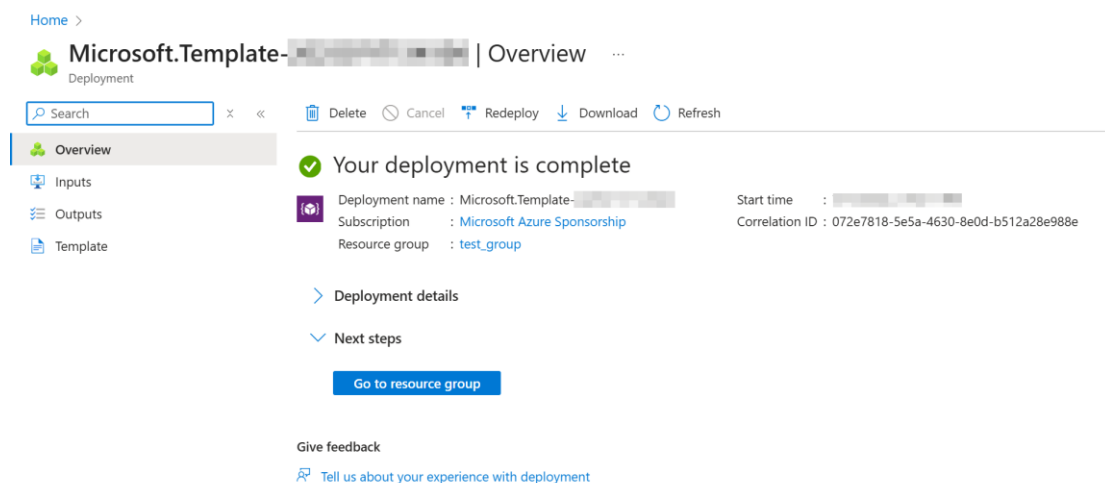 Home >
Microsoft.Template- | Overview ...
Deployment
Search
Delete Cancel Redeploy Download Refresh
Overview
Inputs
Outputs
Template
Your deployment is complete
Deployment name : Microsoft.Template-
Subscription : Microsoft Azure Sponsorship
Resource group : test_group
Start time :
Correlation ID : 072e7818-5e5a-4630-8e0d-b512a28e988e
Deployment details
Next steps
Go to resource group
Give feedback
Tell us about your experience with deployment